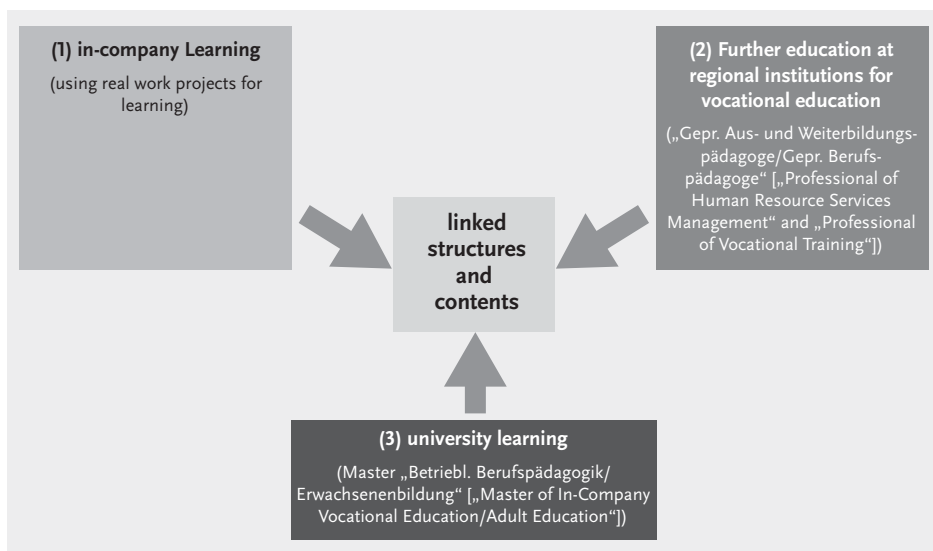 (1) in-company Learning
(using real work projects for
learning)
(2) Further education at
regional institutions for
vocational education
(„Gepr. Aus- und Weiterbildungs-
pädagoge/Gepr. Berufs-
pädagoge“ [„Professional of
Human Resource Services
Management“ and „Professional
of Vocational Training“])
linked
structures
and
contents
(3) university learning
(Master „Betriebl. Berufspädagogik/
Erwachsenenbildung“ [„Master of In-Company
Vocational Education/Adult Education“])